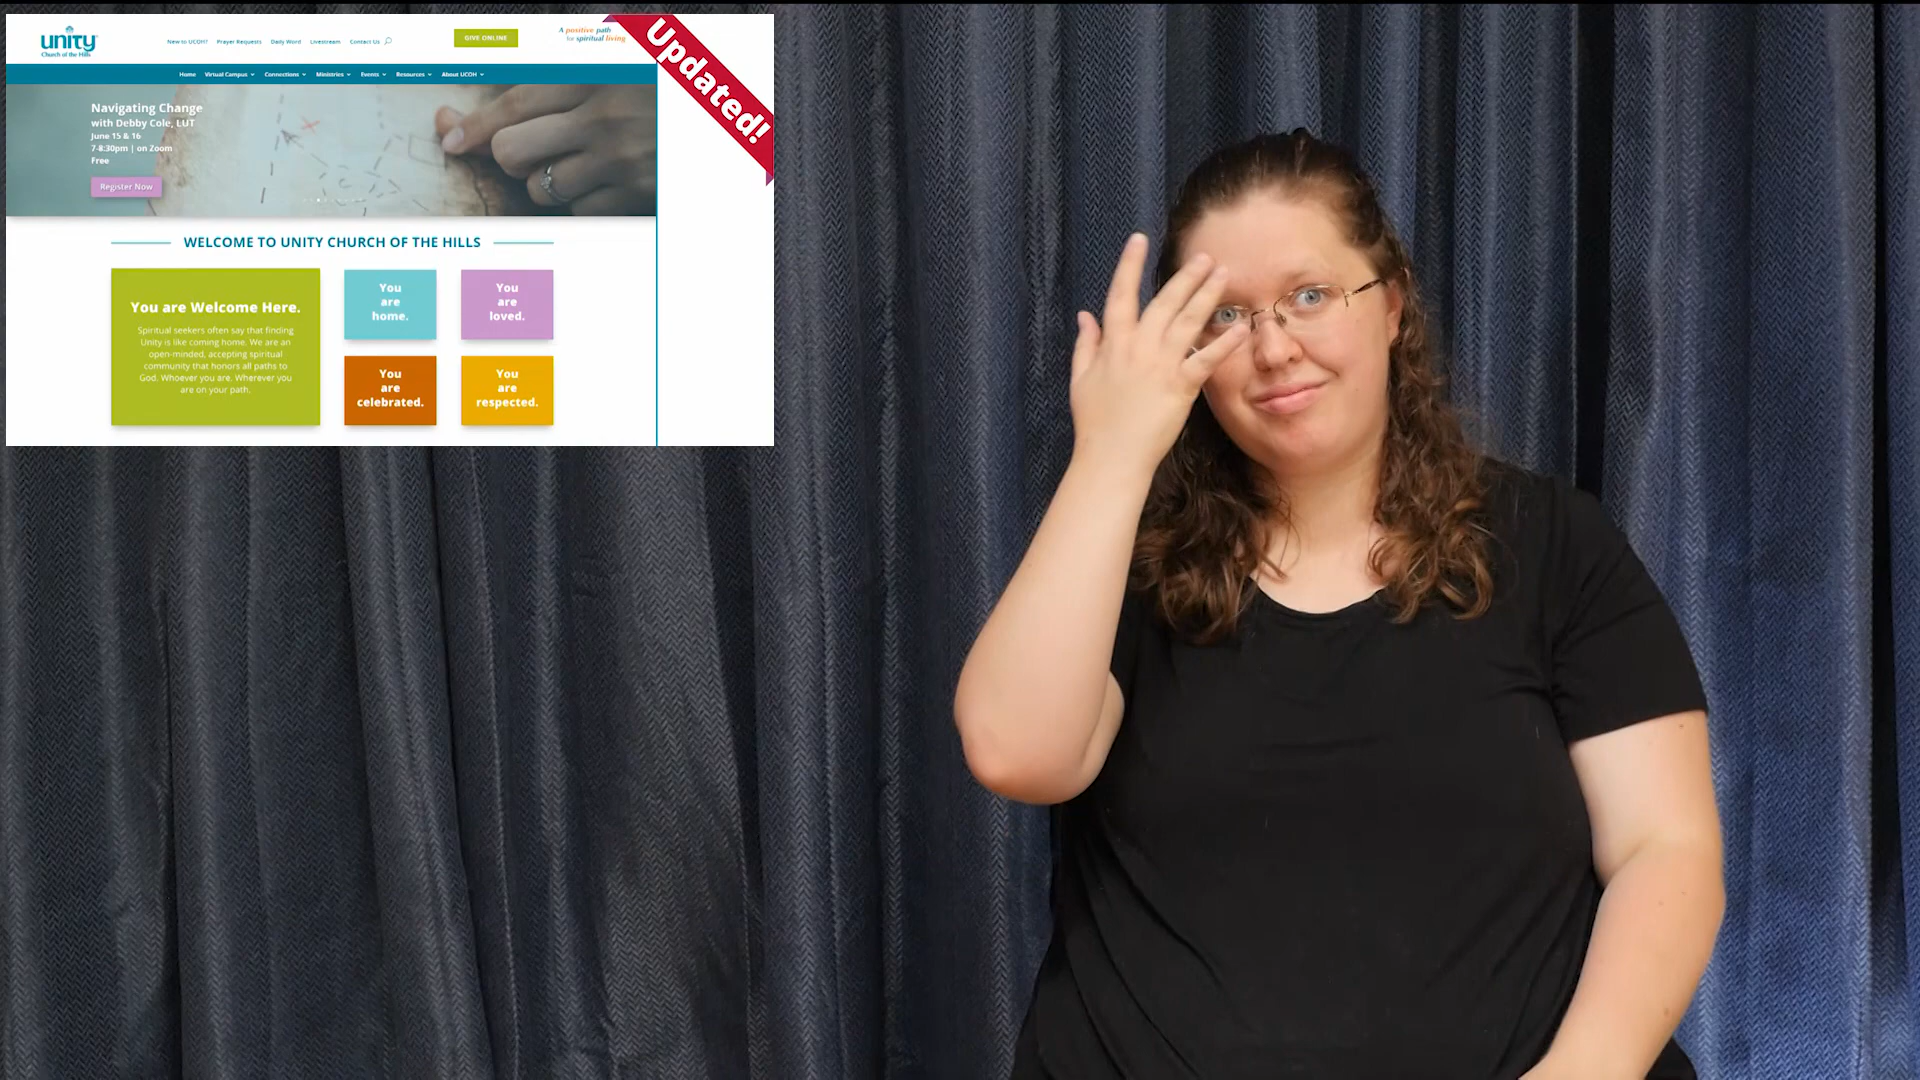 unity
Church of the Hills
New to UCOH? Prayer Requests Daily Word Livestream Contact Us
GIVE ONLINE
A positive path
for spiritual living
Updated!
Home Virtual Campus Connections Ministries Events Resources About UCOH
Navigating Change
with Debby Cole, LUT
June 15 & 16
7-8:30pm | on Zoom
Free
Register Now
WELCOME TO UNITY CHURCH OF THE HILLS
You are Welcome Here.
Spiritual seekers often say that finding
Unity is like coming home. We are an
open-minded, accepting spiritual
community that honors all paths to
God. Whoever you are. Wherever you
are on your path.
You
are
home.
You
are
loved.
You
are
celebrated.
You
are
respected.